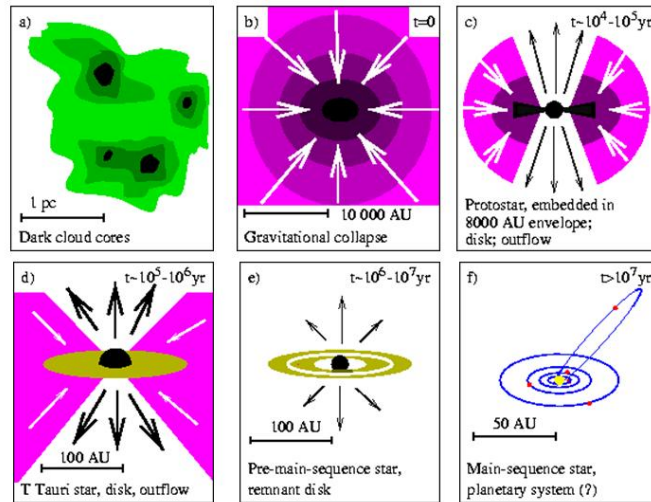 a)
1 pc
Dark cloud cores
b) t=0
10 000 AU
Gravitational collapse
c) t~10⁴-10⁵yr
Protostar, embedded in
8000 AU envelope;
disk; outflow
d) t~10⁵-10⁶yr
100 AU
T Tauri star, disk, outflow
e) t~10⁶-10⁷yr
100 AU
Pre-main-sequence star,
remnant disk
f) t>10⁷yr
50 AU
Main-sequence star,
planetary system (?)